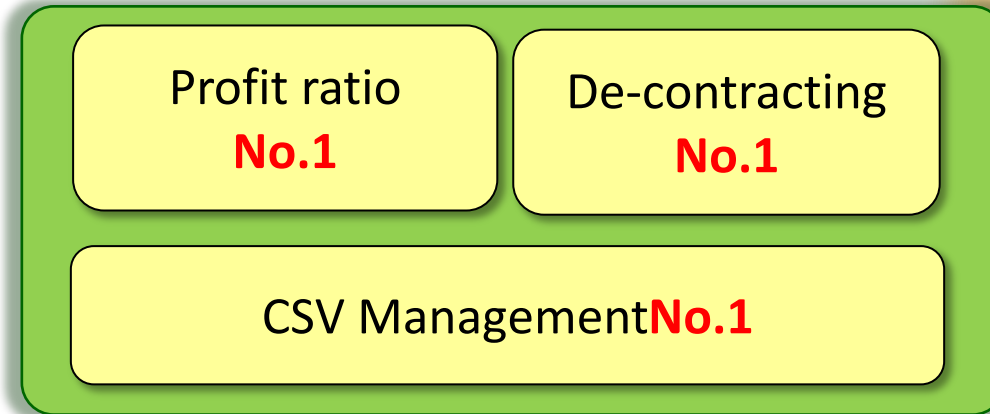 Profit ratio
No.1
De-contracting
No.1
CSV ManagementNo.1